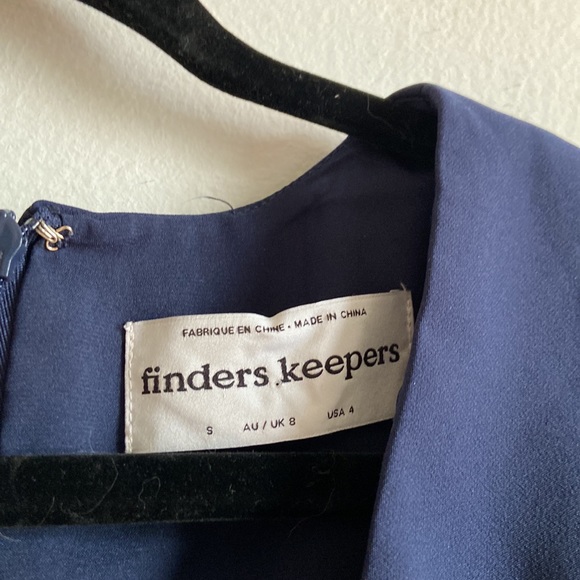 FABRIQUE EN CHINE • MADE IN CHINA
finders.keepers
S AU / UK 8 USA 4